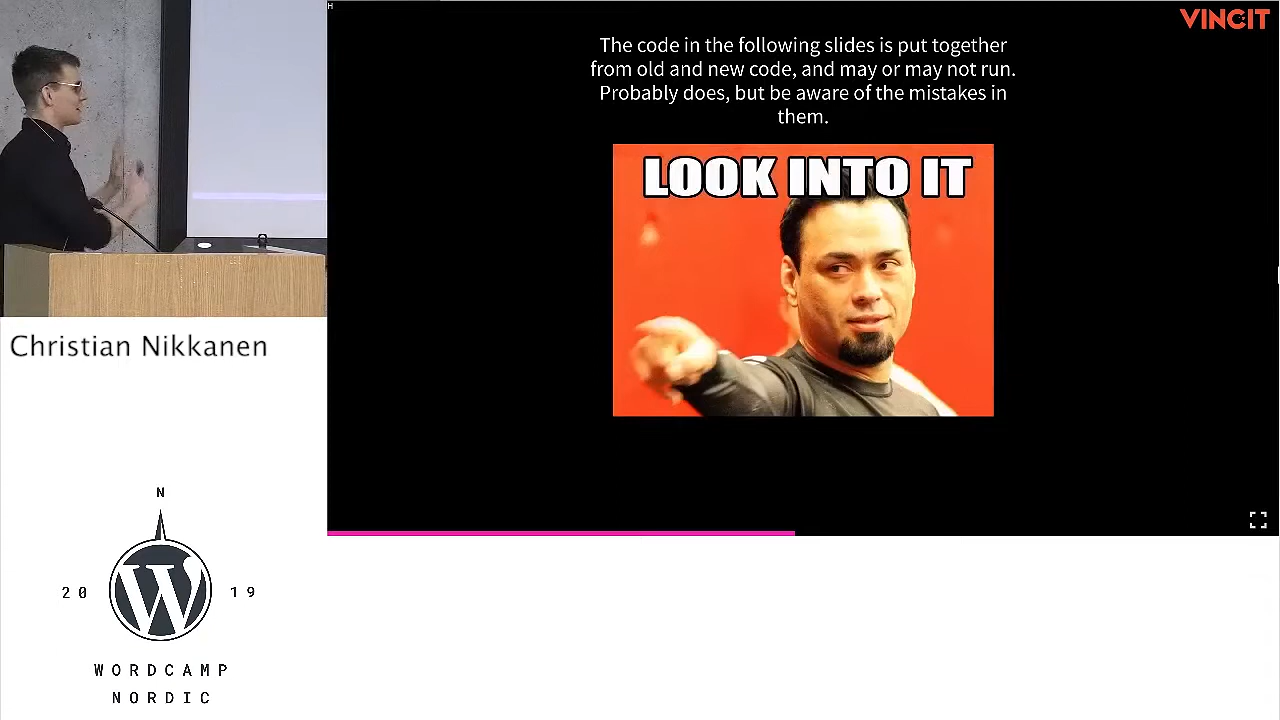 H
VINCIT
The code in the following slides is put together
from old and new code, and may or may not run.
Probably does, but be aware of the mistakes in
them.
LOOK INTO IT
Christian Nikkanen
N
20 19
WORDCAMP
NORDIC